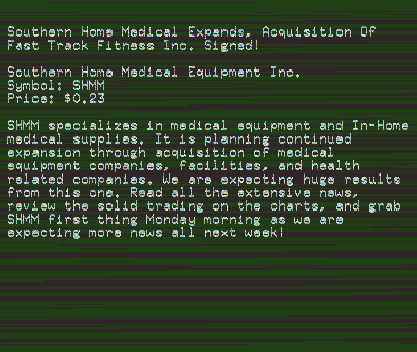 Southern Home Medical Expands, Acquisition Of
Fast Track Fitness Inc. Signed!
Southern Home Medical Equipment Inc.
Symbol: SHMM
Price: $0.23
SHMM specializes in medical equipment and In-Home
medical supplies. It is planning continued
expansion through acquisition of medical
equipment companies, facilities, and health
related companies. We are expecting huge results
from this one. Read all the extensive news,
review the solid trading on the charts, and grab
SHMM first thing Monday morning as we are
expecting more news all next week!